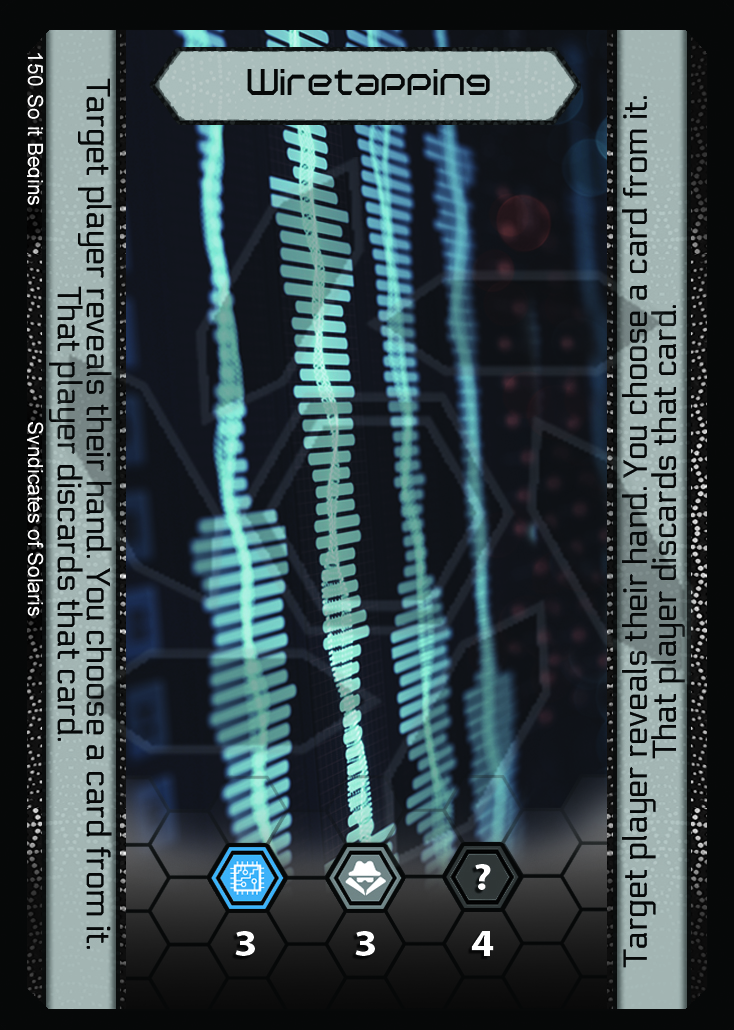 Wiretapping
150 So it Begins
Syndicates of Solaris
Target player reveals their hand. You choose a card from it.
That player discards that card.
Target player reveals their hand. You choose a card from it.
That player discards that card.
?
3
3
4